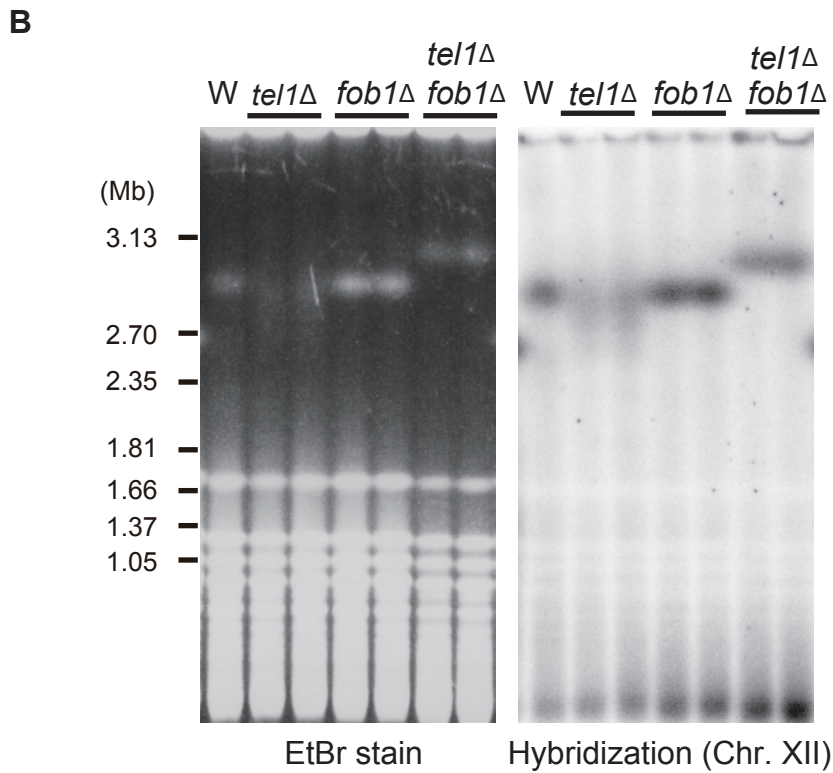 B
tel1Δ
W tel1Δ fob1Δ fob1Δ
tel1Δ
W tel1Δ fob1Δ fob1Δ
(Mb)
3.13
2.70
2.35
1.81
1.66
1.37
1.05
EtBr stain
Hybridization (Chr. XII)